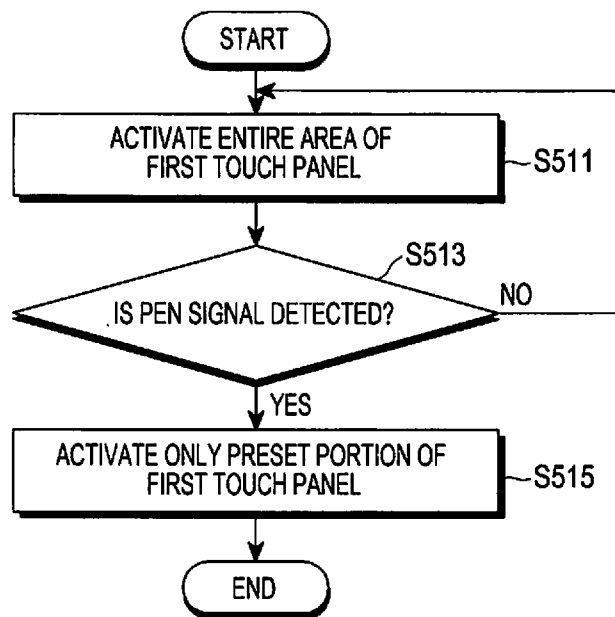 START
ACTIVATE ENTIRE AREA OF
FIRST TOUCH PANEL
S511
S513
IS PEN SIGNAL DETECTED?
NO
YES
ACTIVATE ONLY PRESET PORTION OF
FIRST TOUCH PANEL
S515
END